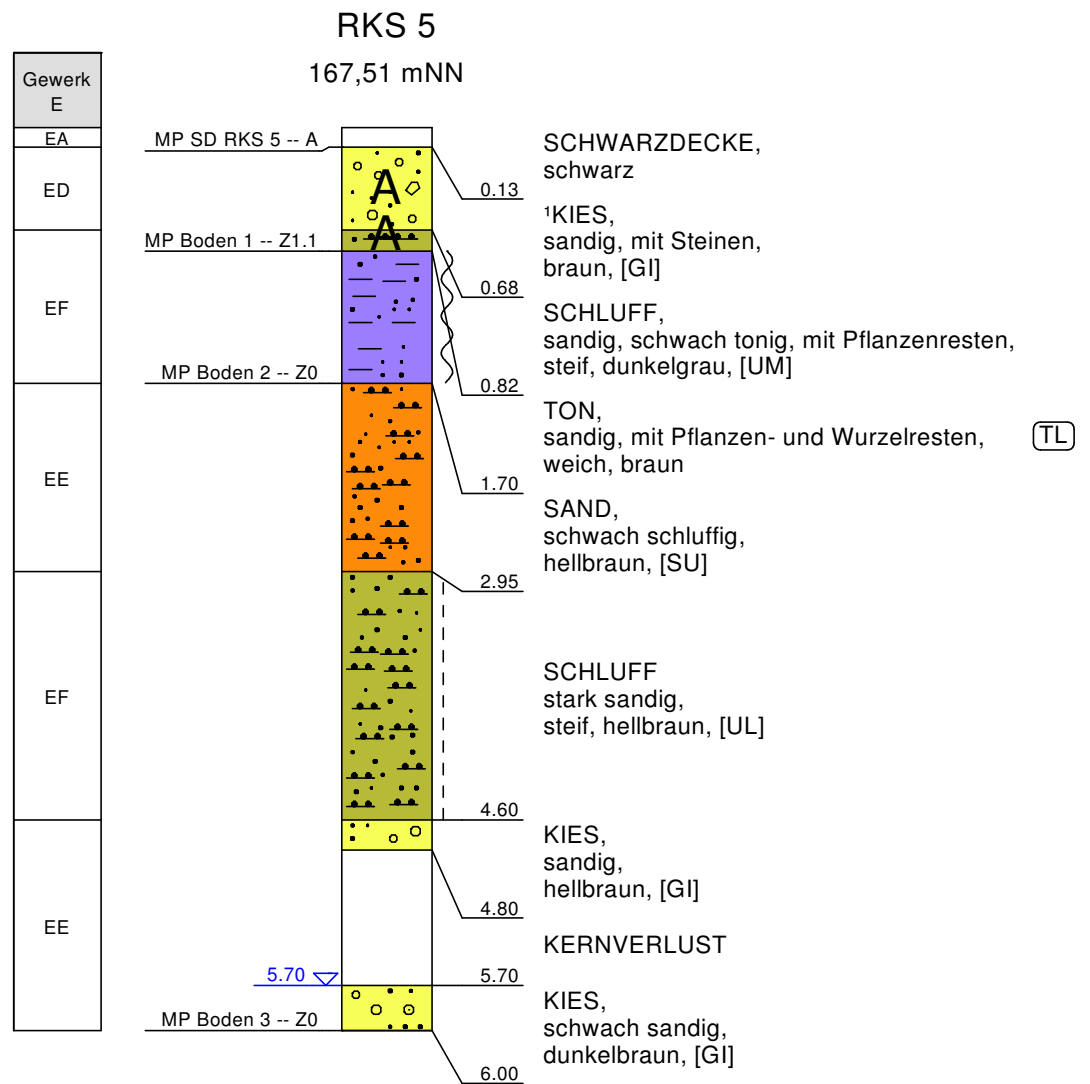 RKS 5
167,51 mNN
Gewerk
E
EA
ED
EF
EE
EF
EE
MP SD RKS 5 -- A
MP Boden 1 -- Z1.1
MP Boden 2 -- Z0
5.70
MP Boden 3 -- Z0
A
A
0.13
0.68
0.82
1.70
2.95
4.60
4.80
5.70
6.00
SCHWARZDECKE,
schwarz
¹KIES,
sandig, mit Steinen,
braun, [GI]
SCHLUFF,
sandig, schwach tonig, mit Pflanzenresten,
steif, dunkelgrau, [UM]
TON,
sandig, mit Pflanzen- und Wurzelresten,
weich, braun
TL
SAND,
schwach schluffig,
hellbraun, [SU]
SCHLUFF
stark sandig,
steif, hellbraun, [UL]
KIES,
sandig,
hellbraun, [GI]
KERNVERLUST
KIES,
schwach sandig,
dunkelbraun, [GI]